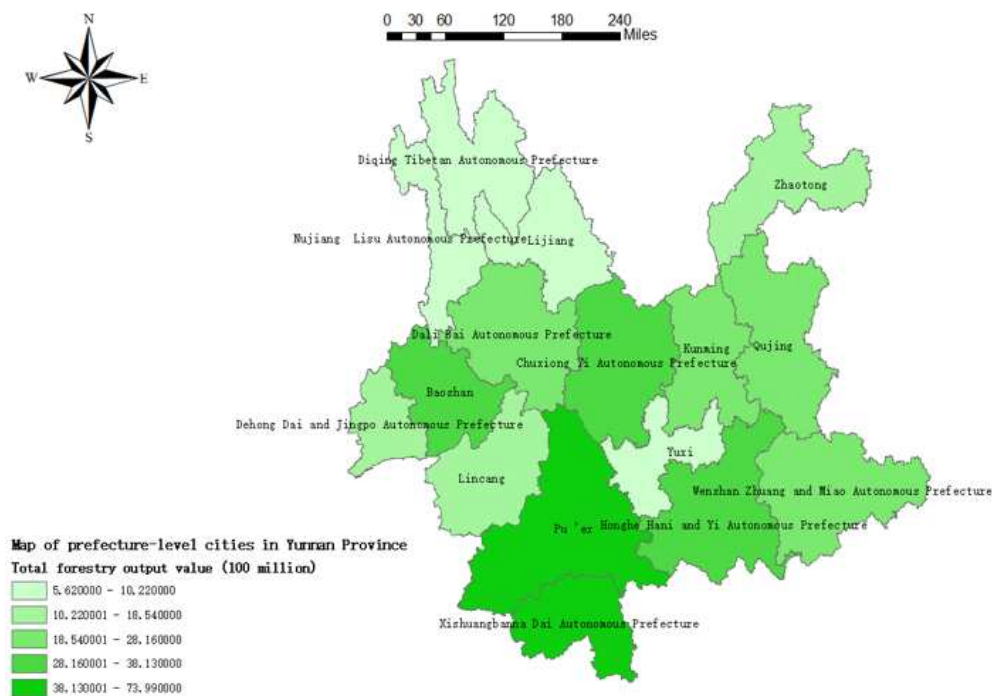 0 30 60 120 180 240
Miles
N
W E
S
Diqing Tibetan Autonomous Prefecture
Zhaotong
Nujiang Lisu Autonomous Prefecture
Lijiang
Dali Bai Autonomous Prefecture
Kunming
Qujing
Chuxiong Yi Autonomous Prefecture
Baoshan
Dehong Dai and Jingpo Autonomous Prefecture
Yuxi
Lincang
Wenshan Zhuang and Miao Autonomous Prefecture
Pu'er
Honghe Hani and Yi Autonomous Prefecture
Xishuangbanna Dai Autonomous Prefecture
Map of prefecture-level cities in Yunnan Province
Total forestry output value (100 million)
5.620000 - 10.220000
10.220001 - 18.540000
18.540001 - 28.160000
28.160001 - 38.130000
38.130001 - 73.990000